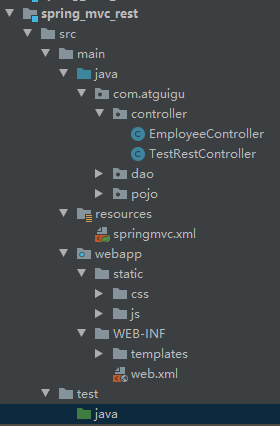 spring_mvc_rest
src
main
java
com.atguigu
controller
EmployeeController
TestRestController
dao
pojo
resources
springmvc.xml
webapp
static
css
js
WEB-INF
templates
web.xml
test
java